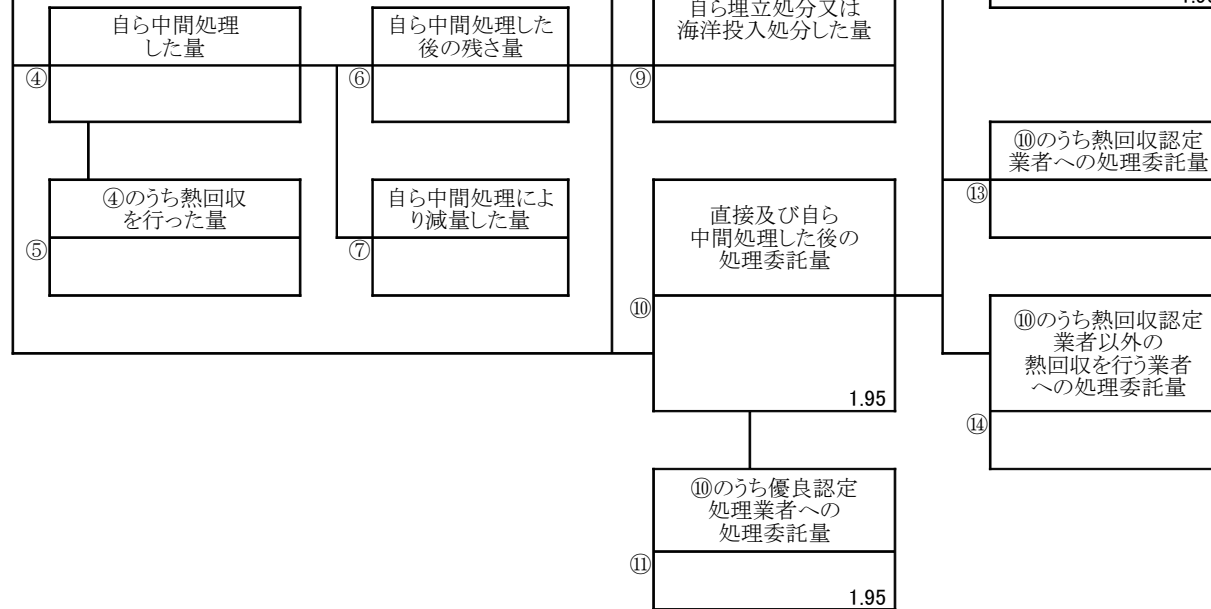 自ら中間処理
した量
④
自ら中間処理した
後の残さ量
⑥
自ら埋立処分又は
海洋投入処分した量
⑨
⑩のうち熱回収認定
業者への処理委託量
⑬
④のうち熱回収
を行った量
⑤
自ら中間処理によ
り減量した量
⑦
直接及び自ら
中間処理した後の
処理委託量
⑩
1.95
⑩のうち熱回収認定
業者以外の
熱回収を行う業者
への処理委託量
⑭
⑩のうち優良認定
処理業者への
処理委託量
⑪
1.95